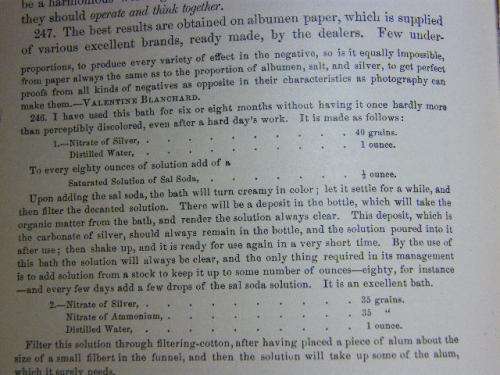 be a harmonious
they should operate and think together.
247. The best results are obtained on albumen paper, which is supplied
of various excellent brands, ready made, by the dealers. Few under-
proportions, to produce every variety of effect in the negative, so is it equally impossible,
from paper always the same as to the proportion of albumen, salt, and silver, to get perfect
proofs from all kinds of negatives as opposite in their characteristics as photography can
make them.—VALENTINE BLANCHARD.
246. I have used this bath for six or eight months without having it once hardly more
than perceptibly discolored, even after a hard day's work. It is made as follows:
1.—Nitrate of Silver, . . . . . . . . 40 grains.
Distilled Water, . . . . . . . . 1 ounce.
To every eighty ounces of solution add of a
Saturated Solution of Sal Soda, . . . . . . ½ ounce.
Upon adding the sal soda, the bath will turn creamy in color; let it settle for a while, and
then filter the decanted solution. There will be a deposit in the bottle, which will take the
organic matter from the bath, and render the solution always clear. This deposit, which is
the carbonate of silver, should always remain in the bottle, and the solution poured into it
after use; then shake up, and it is ready for use again in a very short time. By the use of
this bath the solution will always be clear, and the only thing required in its management
is to add solution from a stock to keep it up to some number of ounces—eighty, for instance
—and every few days add a few drops of the sal soda solution. It is an excellent bath.
2.—Nitrate of Silver, . . . . . . . . 35 grains.
Nitrate of Ammonium, . . . . . . . . 35 "
Distilled Water, . . . . . . . . 1 ounce.
Filter this solution through filtering-cotton, after having placed a piece of alum about the
size of a small filbert in the funnel, and then the solution will take up some of the alum,
which it surely needs.